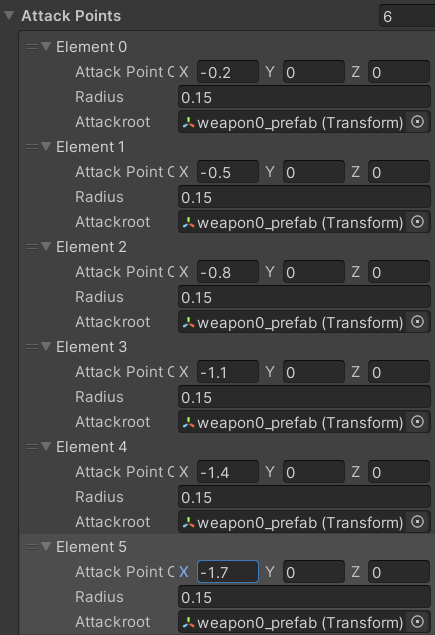 Attack Points 6
Element 0
Attack Point C X -0.2 Y 0 Z 0
Radius 0.15
Attackroot weapon0_prefab (Transform)
Element 1
Attack Point C X -0.5 Y 0 Z 0
Radius 0.15
Attackroot weapon0_prefab (Transform)
Element 2
Attack Point C X -0.8 Y 0 Z 0
Radius 0.15
Attackroot weapon0_prefab (Transform)
Element 3
Attack Point C X -1.1 Y 0 Z 0
Radius 0.15
Attackroot weapon0_prefab (Transform)
Element 4
Attack Point C X -1.4 Y 0 Z 0
Radius 0.15
Attackroot weapon0_prefab (Transform)
Element 5
Attack Point C X -1.7 Y 0 Z 0
Radius 0.15
Attackroot weapon0_prefab (Transform)